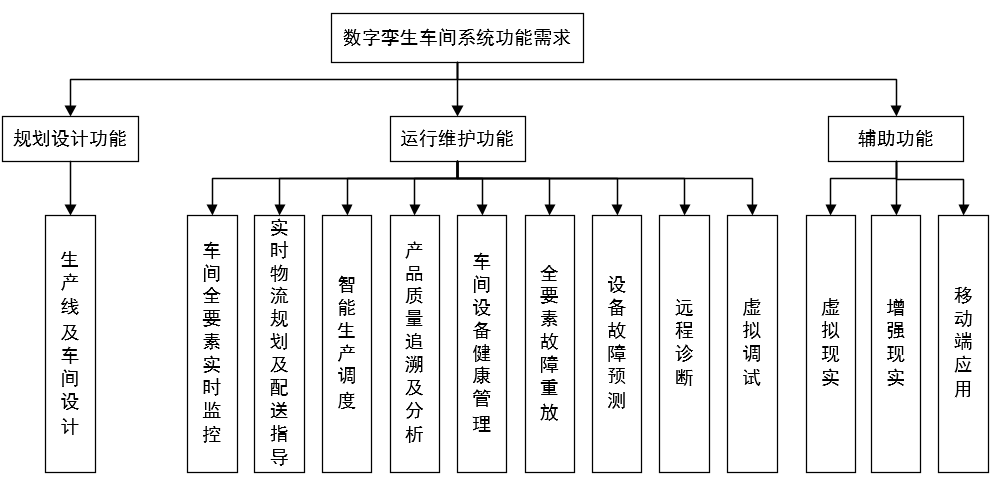 数字孪生车间系统功能需求
规划设计功能
运行维护功能
辅助功能
生产线及车间设计
车间全要素实时监控
实时物流规划及配送指导
智能生产调度
产品质量追溯及分析
车间设备健康管理
全要素故障重放
设备故障预测
远程诊断
虚拟调试
虚拟现实
增强现实
移动端应用